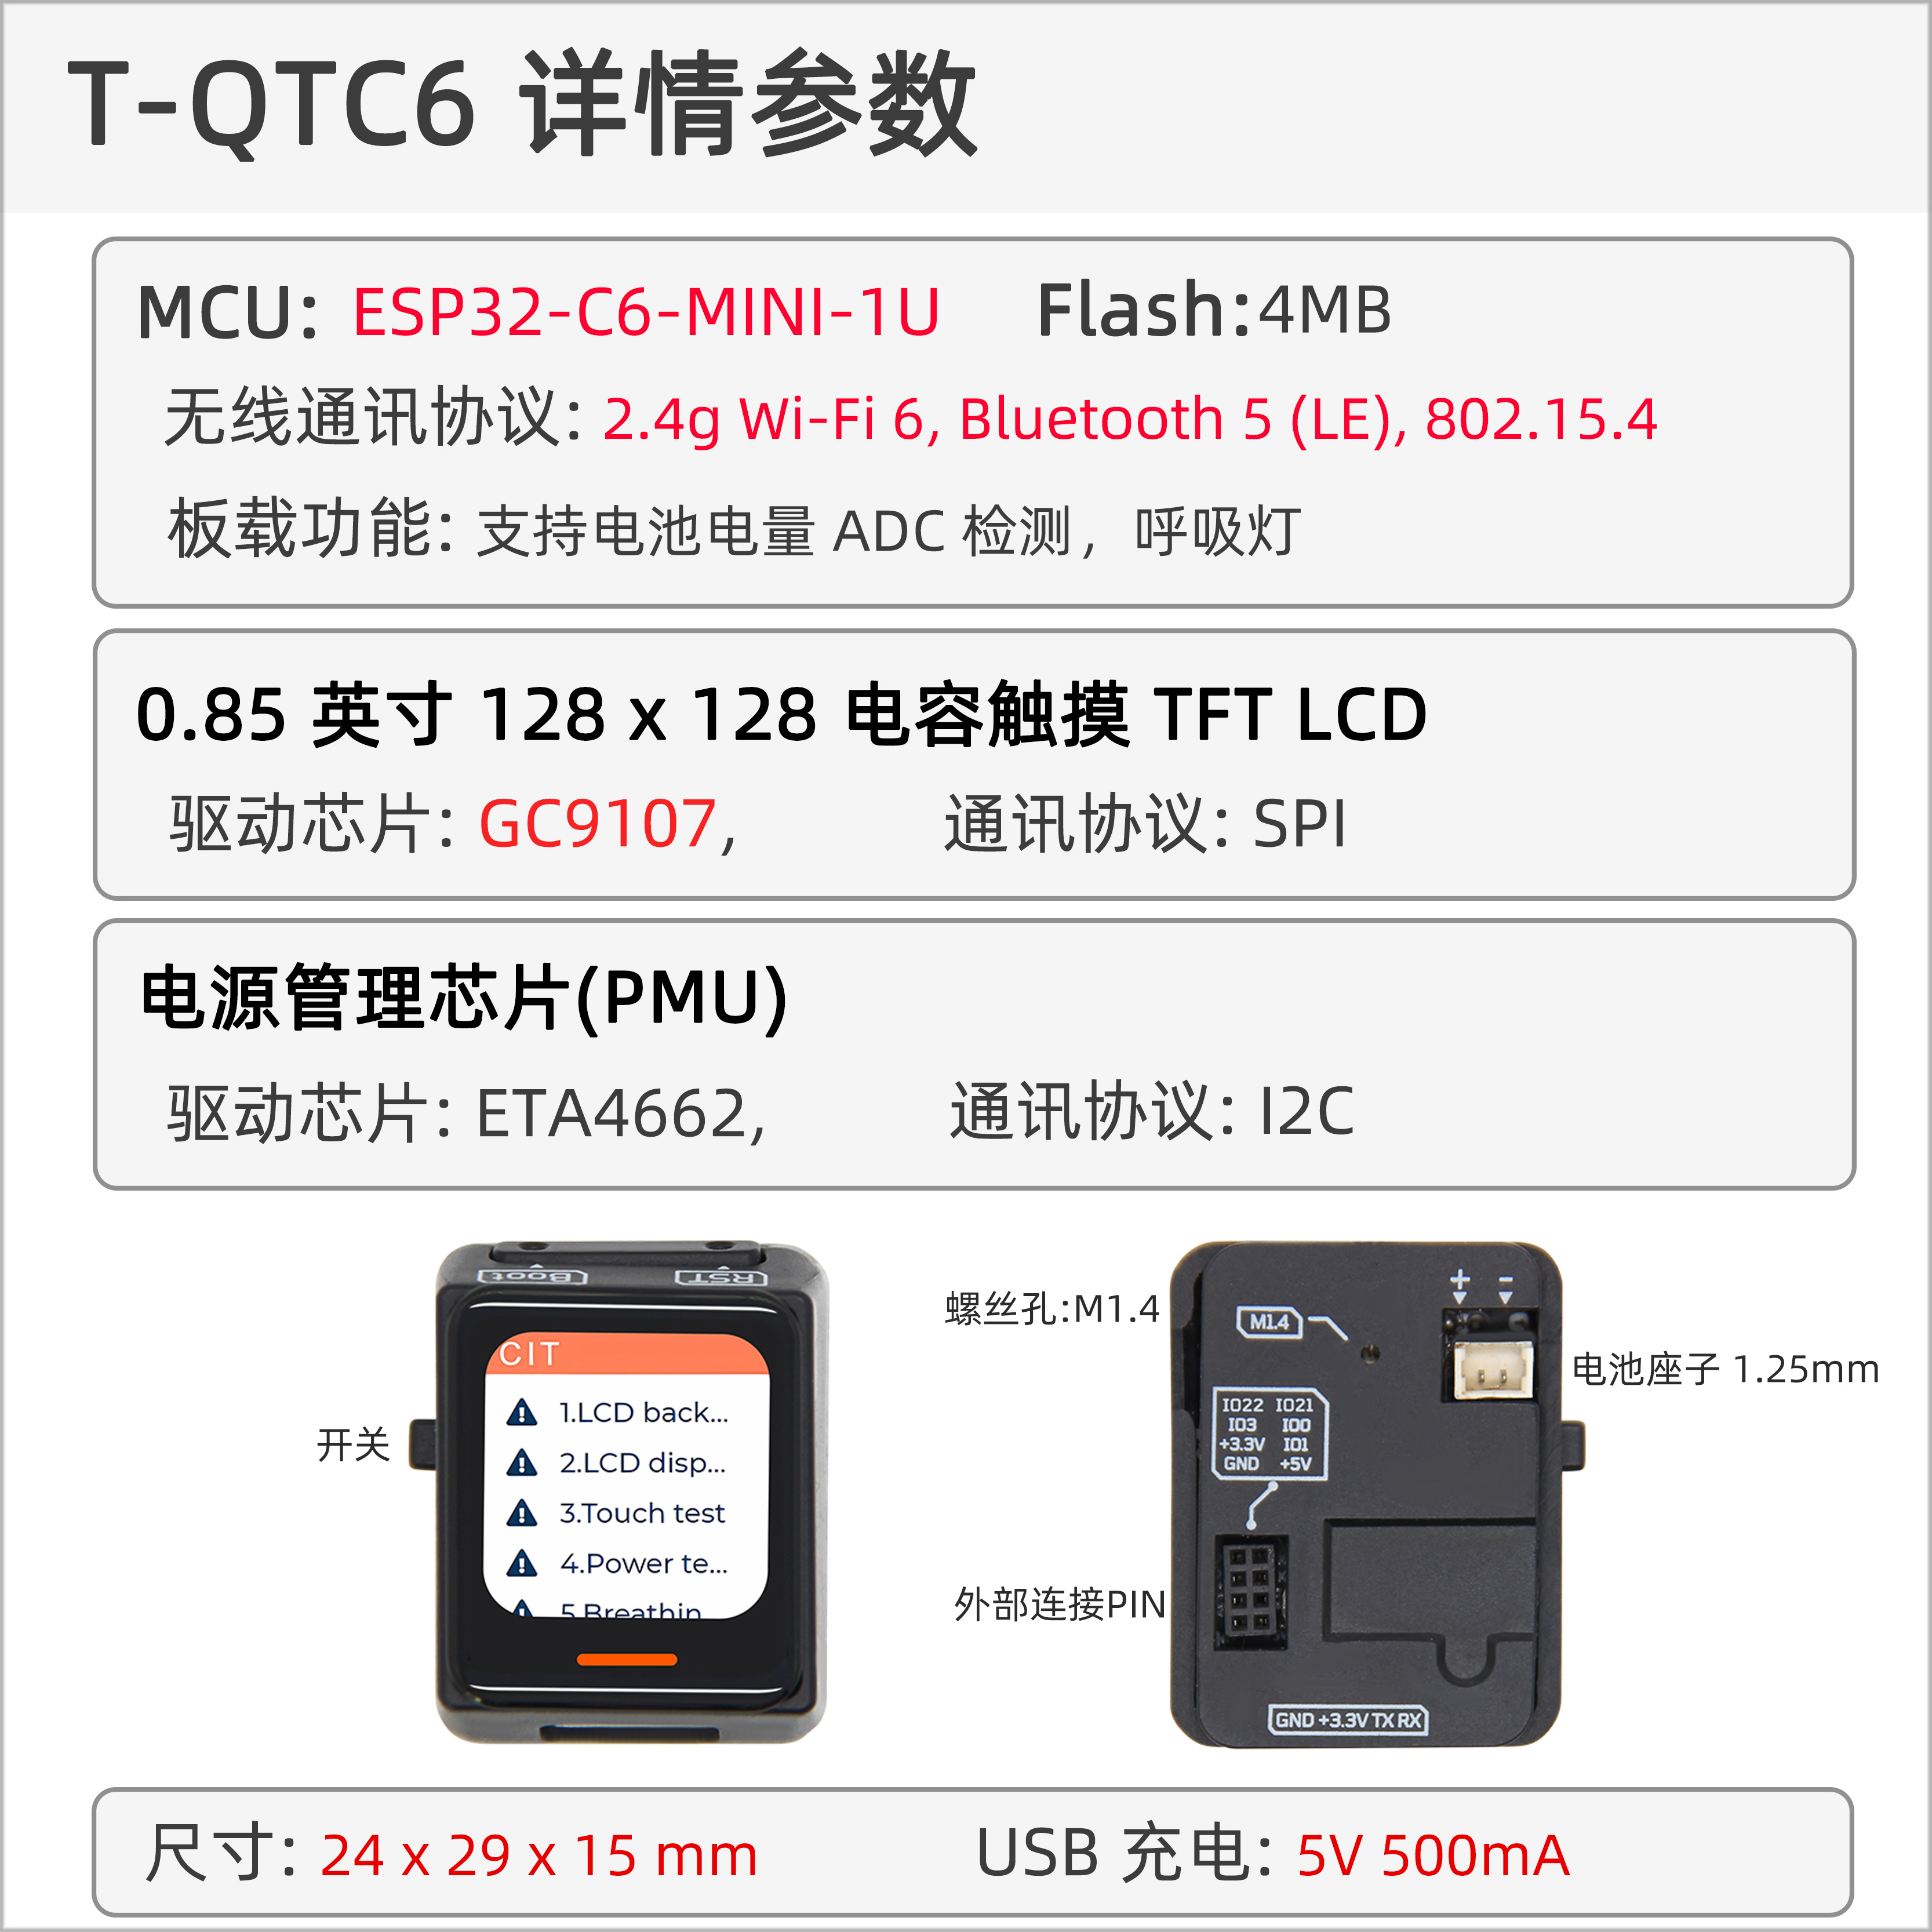 T-QTC6 详情参数
MCU: ESP32-C6-MINI-1U Flash:4MB
无线通讯协议: 2.4g Wi-Fi 6, Bluetooth 5 (LE), 802.15.4
板载功能: 支持电池电量 ADC 检测，呼吸灯
0.85 英寸 128 x 128 电容触摸 TFT LCD
驱动芯片: GC9107, 通讯协议: SPI
电源管理芯片(PMU)
驱动芯片: ETA4662, 通讯协议: I2C
Boot RST
CIT
1.LCD back...
2.LCD disp...
3.Touch test
4.Power te...
5.Breathin
开关
螺丝孔:M1.4
M1.4
+ -
电池座子 1.25mm
IO22 IO21
IO3 IO0
+3.3V IO1
GND +5V
外部连接PIN
GND +3.3V TX RX
尺寸: 24 x 29 x 15 mm USB 充电: 5V 500mA